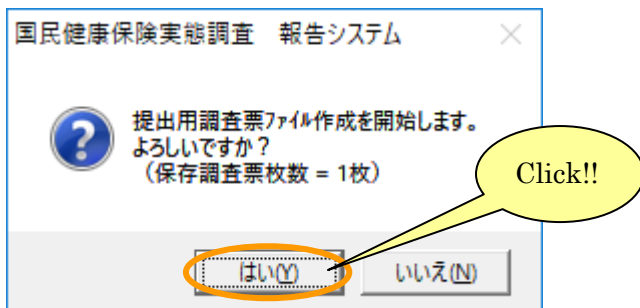 国民健康保険実態調査　報告システム
提出用調査票ﾌｧｲﾙ作成を開始します。
よろしいですか？
（保存調査票枚数 = 1枚）
Click!!
はい(Y)
いいえ(N)